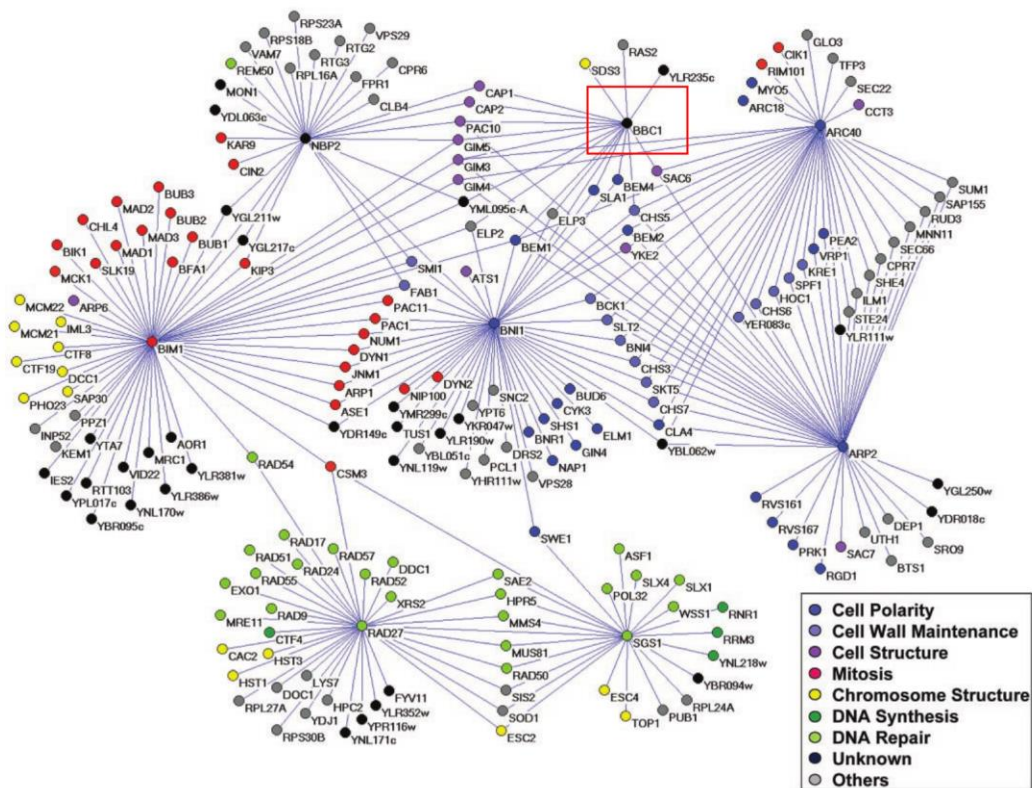 RPS23A
RPS18B
VPS29
RTG2
VAM7
RTG3
REM50
RPL16A
CPR6
FPR1
MON1
CLB4
YDL063c
NBP2
KAR9
CIN2
CAP1
CAP2
PAC10
GIM5
GIM3
GIM4
YML095c-A
RAS2
SDS3
YLR235c
BBC1
SAC6
BEM4
SLA1
ELP3
CHS5
ELP2
BEM1
BEM2
YKE2
GLO3
CIK1
TFP3
RIM101
SEC22
MYO5
ARC18
CCT3
ARC40
SUM1
SAP155
RUD3
MNN11
SEC66
PEA2
VRP1
CPR7
KRE1
SHE4
SPF1
ILM1
HOC1
CHS6
STE24
YER083c
YLR111w
BUB3
MAD2
BUB2
CHL4
MAD3
YGL211w
BUB1
BIK1
MAD1
YGL217c
BFA1
SLK19
KIP3
MCK1
SMI1
ATS1
FAB1
MCM22
ARP6
PAC11
IML3
PAC1
MCM21
BIM1
NUM1
CTF8
DYN1
CTF19
DCC1
JNM1
PHO23
SAP30
ARP1
ASE1
PPZ1
INP52
YTA7
AOR1
YDR149c
KEM1
MRC1
VID22
YLR381w
IES2
RTT103
YLR386w
YPL017c
YNL170w
YBR095c
RAD54
CSM3
BNI1
BCK1
SLT2
BNI4
CHS3
SKT5
CHS7
CLA4
YBL062w
DYN2
NIP100
SNC2
BUD6
YMR299c
YPT6
CYK3
YKR047w
SHS1
TUS1
YLR190w
ELM1
BNR1
YBL051c
DRS2
GIN4
YNL119w
PCL1
NAP1
YHR111w
VPS28
SWE1
ARP2
YGL250w
RVS161
YDR018c
DEP1
RVS167
UTH1
SRO9
PRK1
SAC7
BTS1
RGD1
RAD17
RAD51
RAD57
RAD24
DDC1
RAD55
RAD52
EXO1
XRS2
RAD9
MRE11
CTF4
RAD27
CAC2
HST3
HST1
LYS7
FYV11
DOC1
HPC2
YLR352w
RPL27A
YDJ1
YPR116w
RPS30B
YNL171c
SAE2
HPR5
MMS4
MUS81
RAD50
SIS2
SOD1
ESC2
ASF1
SLX4
SLX1
POL32
WSS1
RNR1
SGS1
RRM3
YNL218w
YBR094w
ESC4
RPL24A
TOP1
PUB1
Cell Polarity
Cell Wall Maintenance
Cell Structure
Mitosis
Chromosome Structure
DNA Synthesis
DNA Repair
Unknown
Others